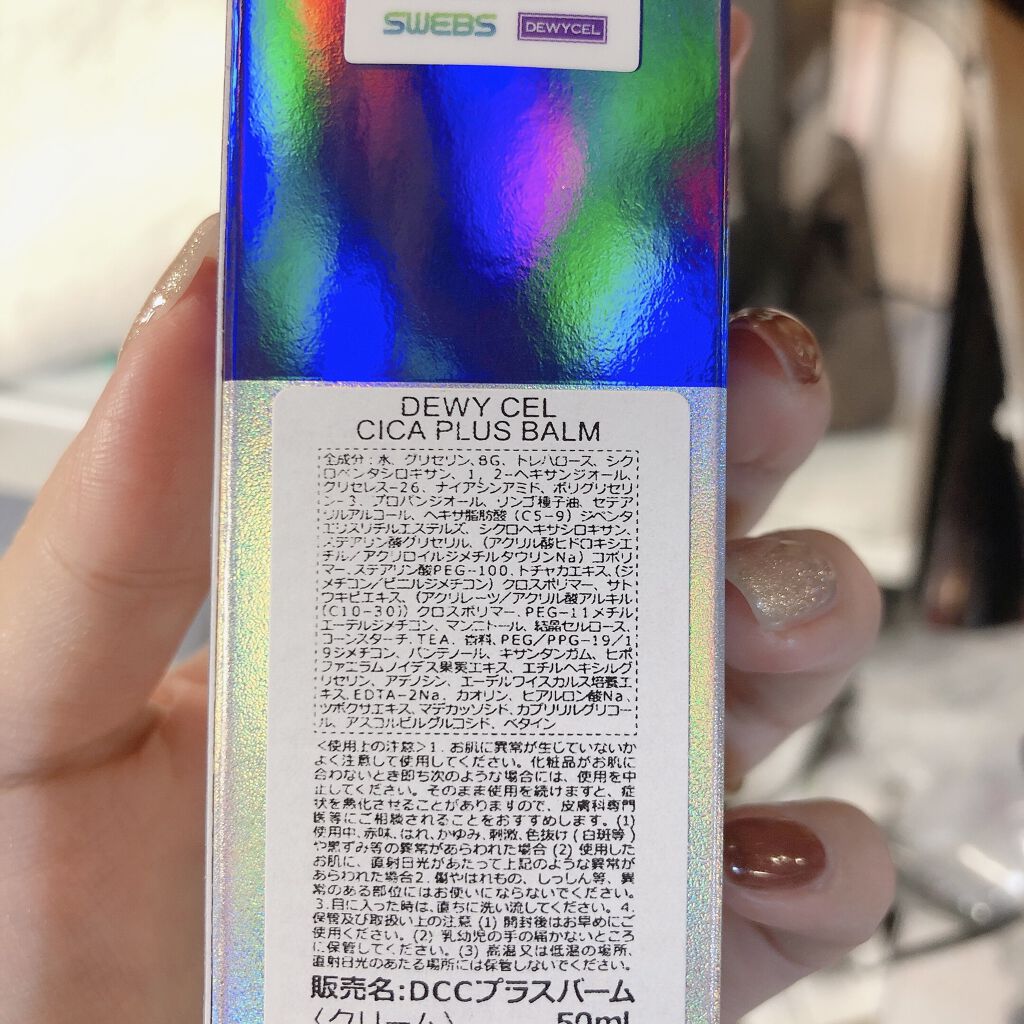 SWEBS DEWYCEL
DEWY CEL
CICA PLUS BALM
全成分：水、グリセリン、BG、トレハロース、シク
ロペンタシロキサン、1，2-ヘキサンジオール、
グリセレス-26、ナイアシンアミド、ポリグリセリ
ン-3、プロパンジオール、リンゴ種子油、セテア
リルアルコール、ヘキサ脂肪酸(C5-9)ジペンタ
エリスリチルエステルズ、シクロヘキサシロキサン、
ステアリン酸グリセリル、(アクリル酸ヒドロキシエ
チル/アクリロイルジメチルタウリンNa)コポリ
マー、ステアリン酸PEG-100、トチャカエキス、(ジ
メチコン/ビニルジメチコン)クロスポリマー、サト
ウキビエキス、(アクリレーツ/アクリル酸アルキル
(C10-30))クロスポリマー、PEG-11メチル
エーテルジメチコン、マンニトール、結晶セルロース、
コーンスターチ、TEA、香料、PEG/PPG-19/1
9ジメチコン、パンテノール、キサンタンガム、ヒポ
ファエラムノイデス果実エキス、エチルヘキシルグ
リセリン、アデノシン、エーデルワイスカルス培養エ
キス、EDTA-2Na、カオリン、ヒアルロン酸Na、
ツボクサエキス、マデカッソシド、カプリリルグリコー
ル、アスコルビルグルコシド、ベタイン
<使用上の注意>1．お肌に異常が生じていないか
よく注意して使用してください。化粧品がお肌に
合わないとき即ち次のような場合には、使用を中
止してください。そのまま使用を続けますと、症
状を悪化させることがありますので、皮膚科専門
医等にご相談されることをおすすめします。(1)
使用中、赤味、はれ、かゆみ、刺激、色抜け(白斑等)
や黒ずみ等の異常があらわれた場合(2)使用した
お肌に、直射日光があたって上記のような異常が
あらわれた場合2．傷やはれもの、しっしん等、異
常のある部位にはお使いにならないでください。
3．目に入った時は、直ちに洗い流してください。4．
保管及び取扱い上の注意(1)開封後はお早めにご
使用ください。(2)乳幼児の手の届かないところ
に保管してください。(3)高温又は低温の場所、
直射日光のあたる場所には保管しないでください。
販売名:DCCプラスバーム
〈クリーム〉 50ml